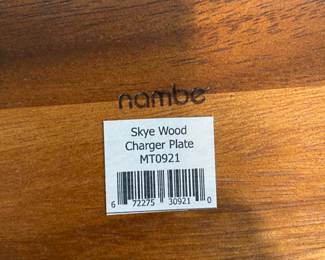 nambe
Skye Wood
Charger Plate
MT0921
6 72275 30921 0